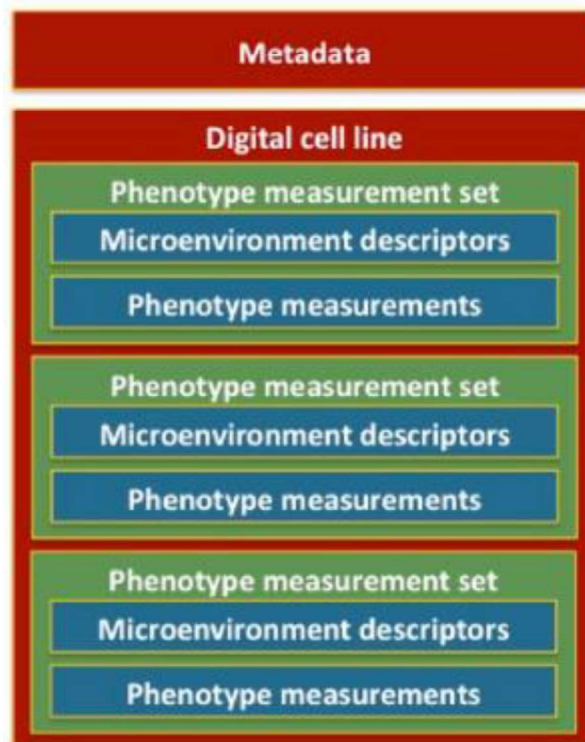 Metadata
Digital cell line
Phenotype measurement set
Microenvironment descriptors
Phenotype measurements
Phenotype measurement set
Microenvironment descriptors
Phenotype measurements
Phenotype measurement set
Microenvironment descriptors
Phenotype measurements